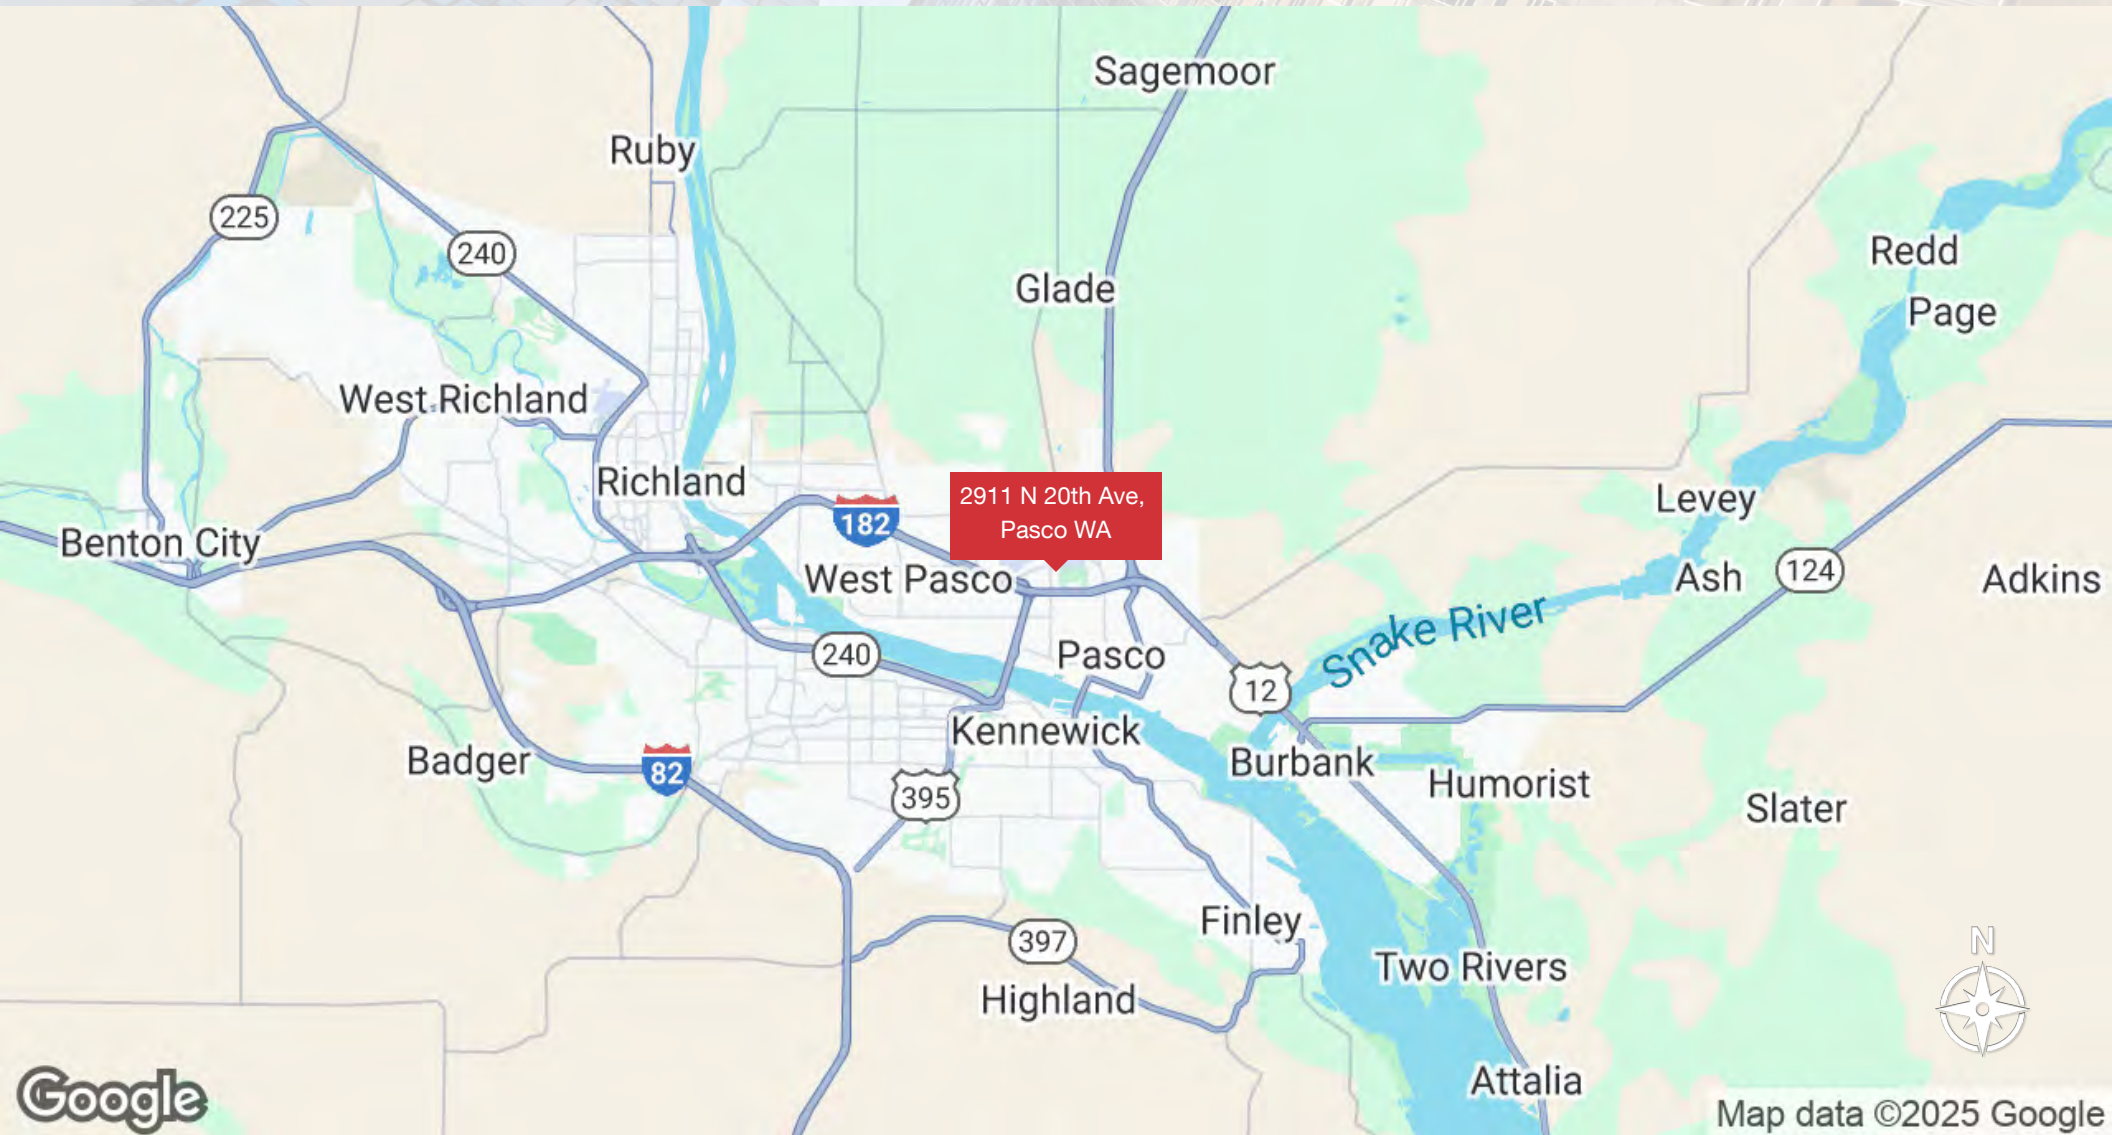 Sagemoor
Ruby
225
240
Redd
Glade
Page
West Richland
Richland
2911 N 20th Ave,
Pasco WA
Levey
182
Benton City
West Pasco
Ash
124
Adkins
Snake River
240
Pasco
12
Kennewick
Badger
82
Burbank
Humorist
395
Slater
Finley
397
Two Rivers
N
Highland
Attalia
Google
Map data ©2025 Google